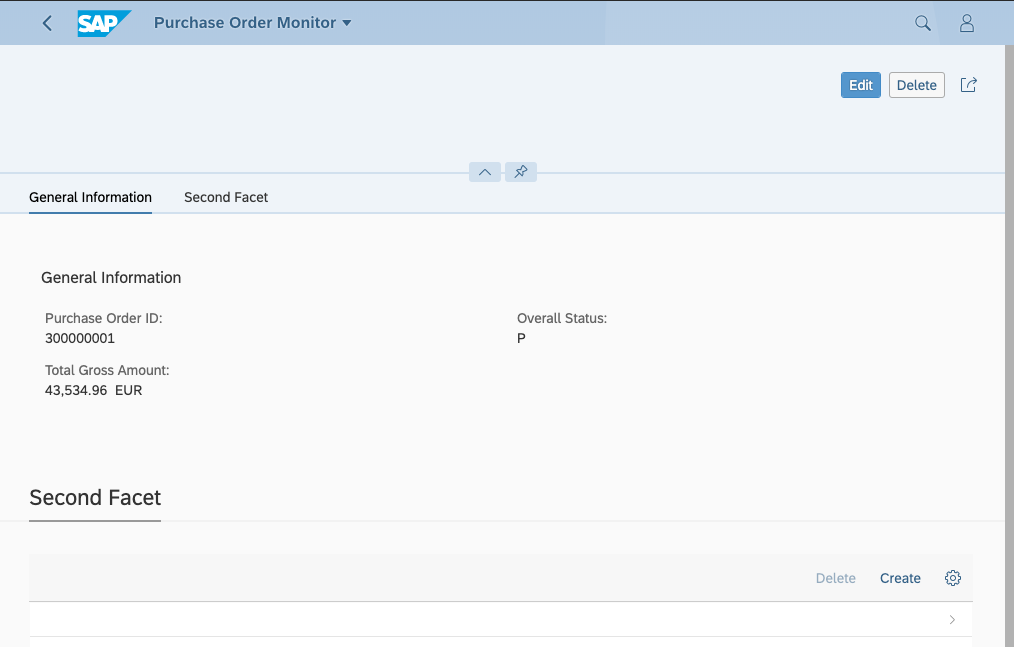 SAP Purchase Order Monitor
Edit Delete
General Information Second Facet
General Information
Purchase Order ID: Overall Status:
300000001 P
Total Gross Amount:
43,534.96 EUR
Second Facet
Delete Create